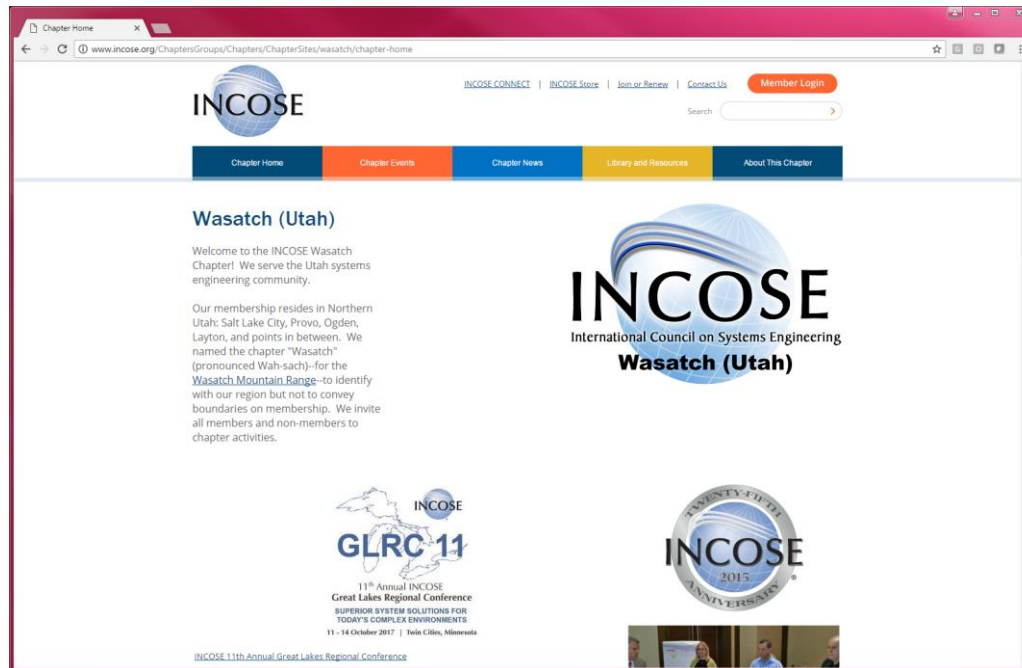 Chapter Home
www.incose.org/ChaptersGroups/Chapters/ChapterSites/wasatch/chapter-home
INCOSE
INCOSE CONNECT | INCOSE Store | Join or Renew | Contact Us
Member Login
Search
Chapter Home
Chapter Events
Chapter News
Library and Resources
About This Chapter
Wasatch (Utah)
Welcome to the INCOSE Wasatch
Chapter! We serve the Utah systems
engineering community.
Our membership resides in Northern
Utah: Salt Lake City, Provo, Ogden,
Layton, and points in between. We
named the chapter "Wasatch"
(pronounced Wah-sach)--for the
Wasatch Mountain Range--to identify
with our region but not to convey
boundaries on membership. We invite
all members and non-members to
chapter activities.
INCOSE
International Council on Systems Engineering
Wasatch (Utah)
INCOSE
GLRC 11
11th Annual INCOSE
Great Lakes Regional Conference
SUPERIOR SYSTEM SOLUTIONS FOR
TODAY'S COMPLEX ENVIRONMENTS
11 - 14 October 2017 | Twin Cities, Minnesota
INCOSE 11th Annual Great Lakes Regional Conference
TWENTY-FIFTH
INCOSE
2015
®
ANNIVERSARY